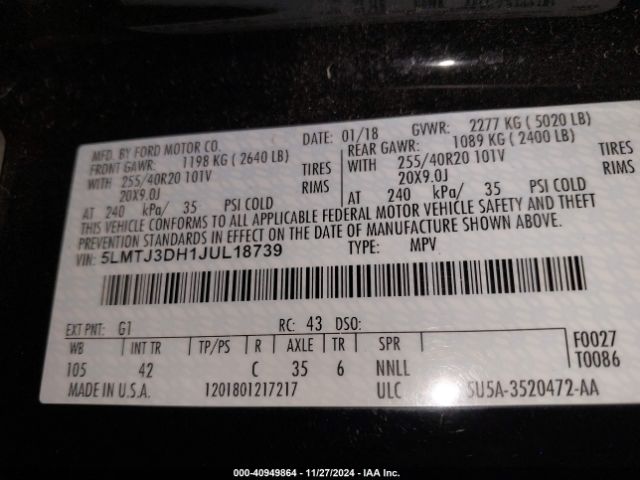 MFD. BY FORD MOTOR CO.
DATE: 01/18 GVWR: 2277 KG ( 5020 LB)
FRONT GAWR: 1198 KG ( 2640 LB)
REAR GAWR: 1089 KG ( 2400 LB)
WITH 255/40R20 101V TIRES
WITH 255/40R20 101V TIRES
20X9.0J RIMS
20X9.0J RIMS
AT 240 kPa/ 35 PSI COLD
AT 240 kPa/ 35 PSI COLD
THIS VEHICLE CONFORMS TO ALL APPLICABLE FEDERAL MOTOR VEHICLE SAFETY AND THEFT
PREVENTION STANDARDS IN EFFECT ON THE DATE OF MANUFACTURE SHOWN ABOVE.
VIN: 5LMTJ3DH1JUL18739 TYPE: MPV
EXT PNT: G1 RC: 43 DSO:
WB INT TR TP/PS R AXLE TR SPR
105 42 C 35 6 NNLL
F0027
T0086
MADE IN U.S.A. 1201801217217 ULC 5U5A-3520472-AA
000-40949864 - 11/27/2024 - IAA Inc.